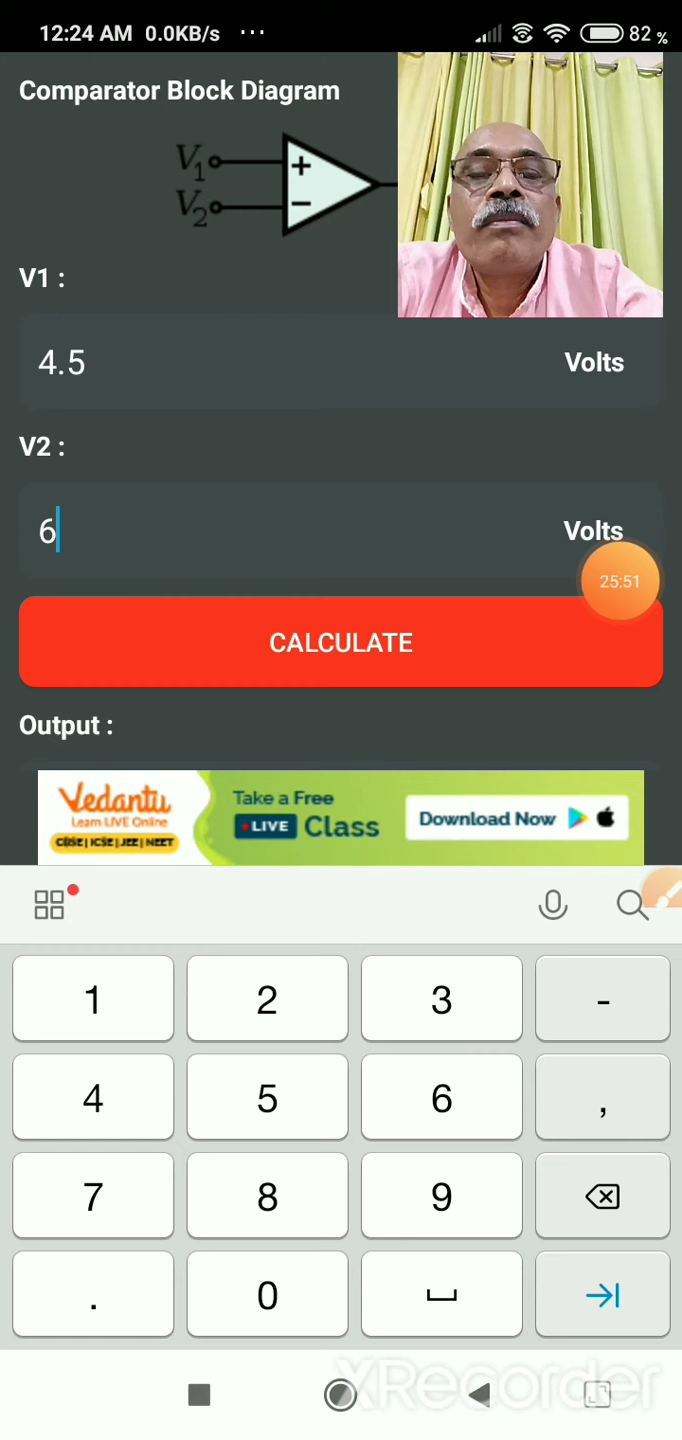 12:24 AM 0.0KB/s ... 82 %
Comparator Block Diagram
V1
+
V2
−
V1 :
4.5 Volts
V2 :
6 Volts
25:51
CALCULATE
Output :
Vedantu
Learn LIVE Online
CBSE | ICSE | JEE | NEET
Take a Free
LIVE Class
Download Now
1 2 3 -
4 5 6 ,
7 8 9
. 0
XRecorder